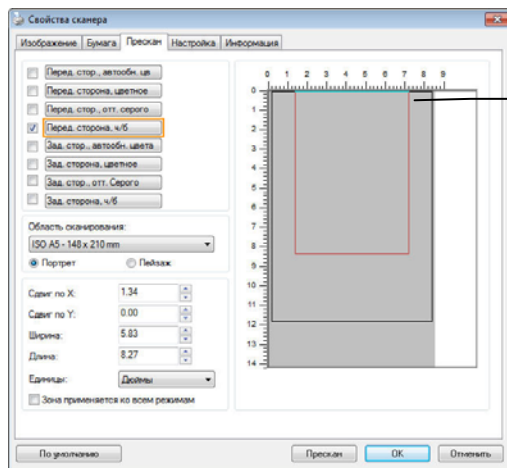 Свойства сканера
Изображение Бумага Прескан Настройка Информация
Перед. стор., автообн. цв
Перед. сторона, цветное
Перед. стор., отт. серого
Перед. сторона, ч/б
Зад. стор., автообн. цвета
Зад. сторона, цветное
Зад. стор., отт. Серого
Зад. сторона, ч/б
Область сканирования:
ISO A5 - 148 x 210 mm
Портрет Пейзаж
Сдвиг по X: 1.34
Сдвиг по Y: 0.00
Ширина: 5.83
Длина: 8.27
Единицы: Дюймы
Зона применяется ко всем режимам
0 1 2 3 4 5 6 7 8 9
0
1
2
3
4
5
6
7
8
9
10
11
12
13
14
По умолчанию Прескан OK Отменить